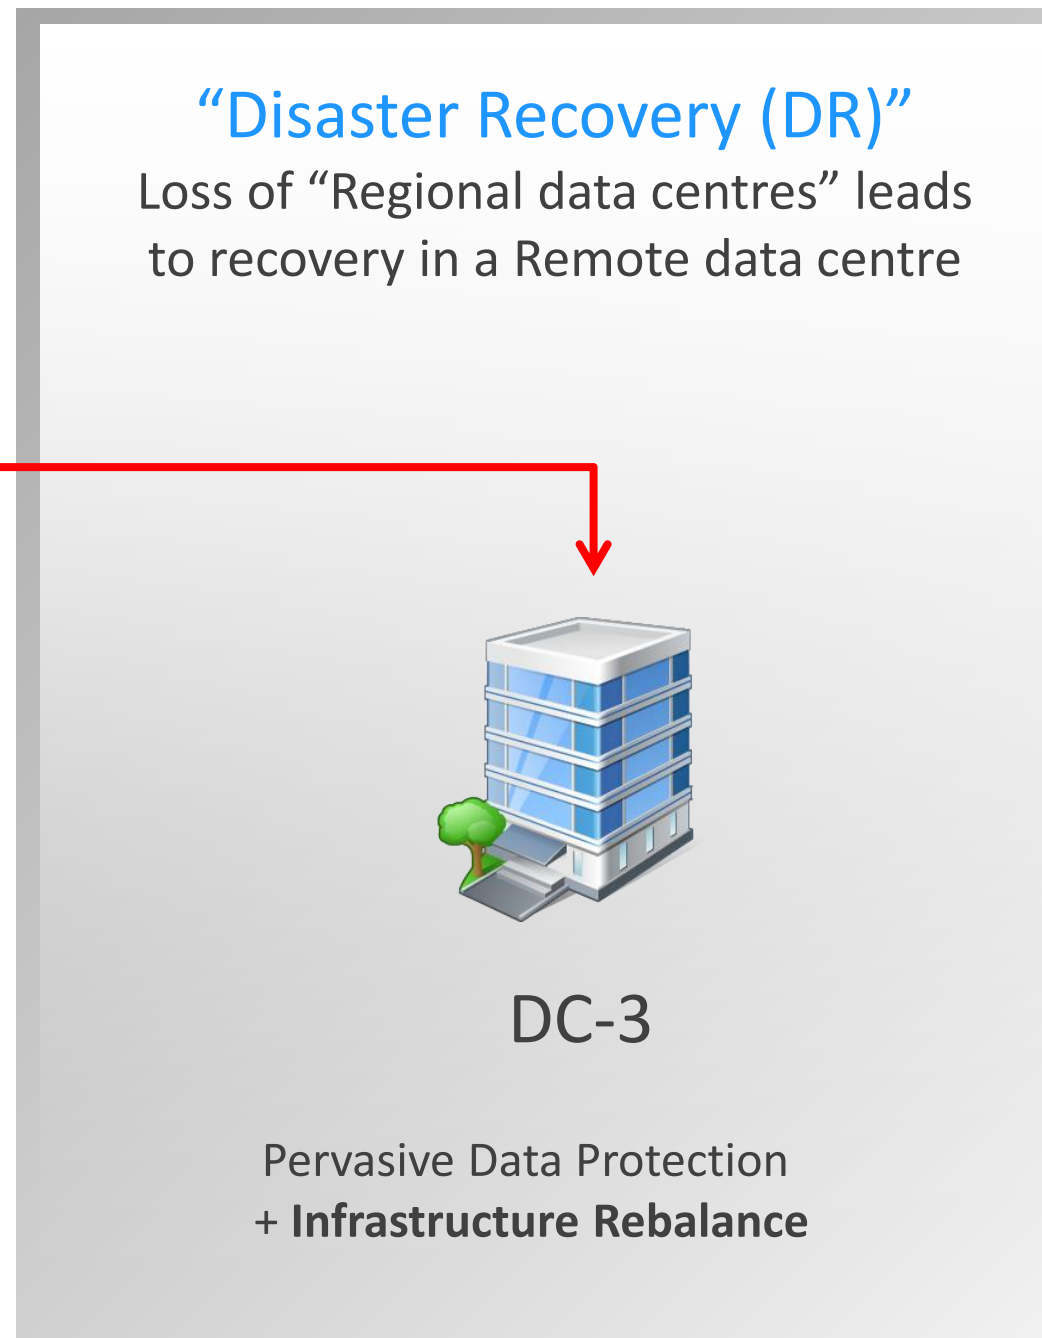 “Disaster Recovery (DR)”
Loss of “Regional data centres” leads
to recovery in a Remote data centre
DC-3
Pervasive Data Protection
+ Infrastructure Rebalance